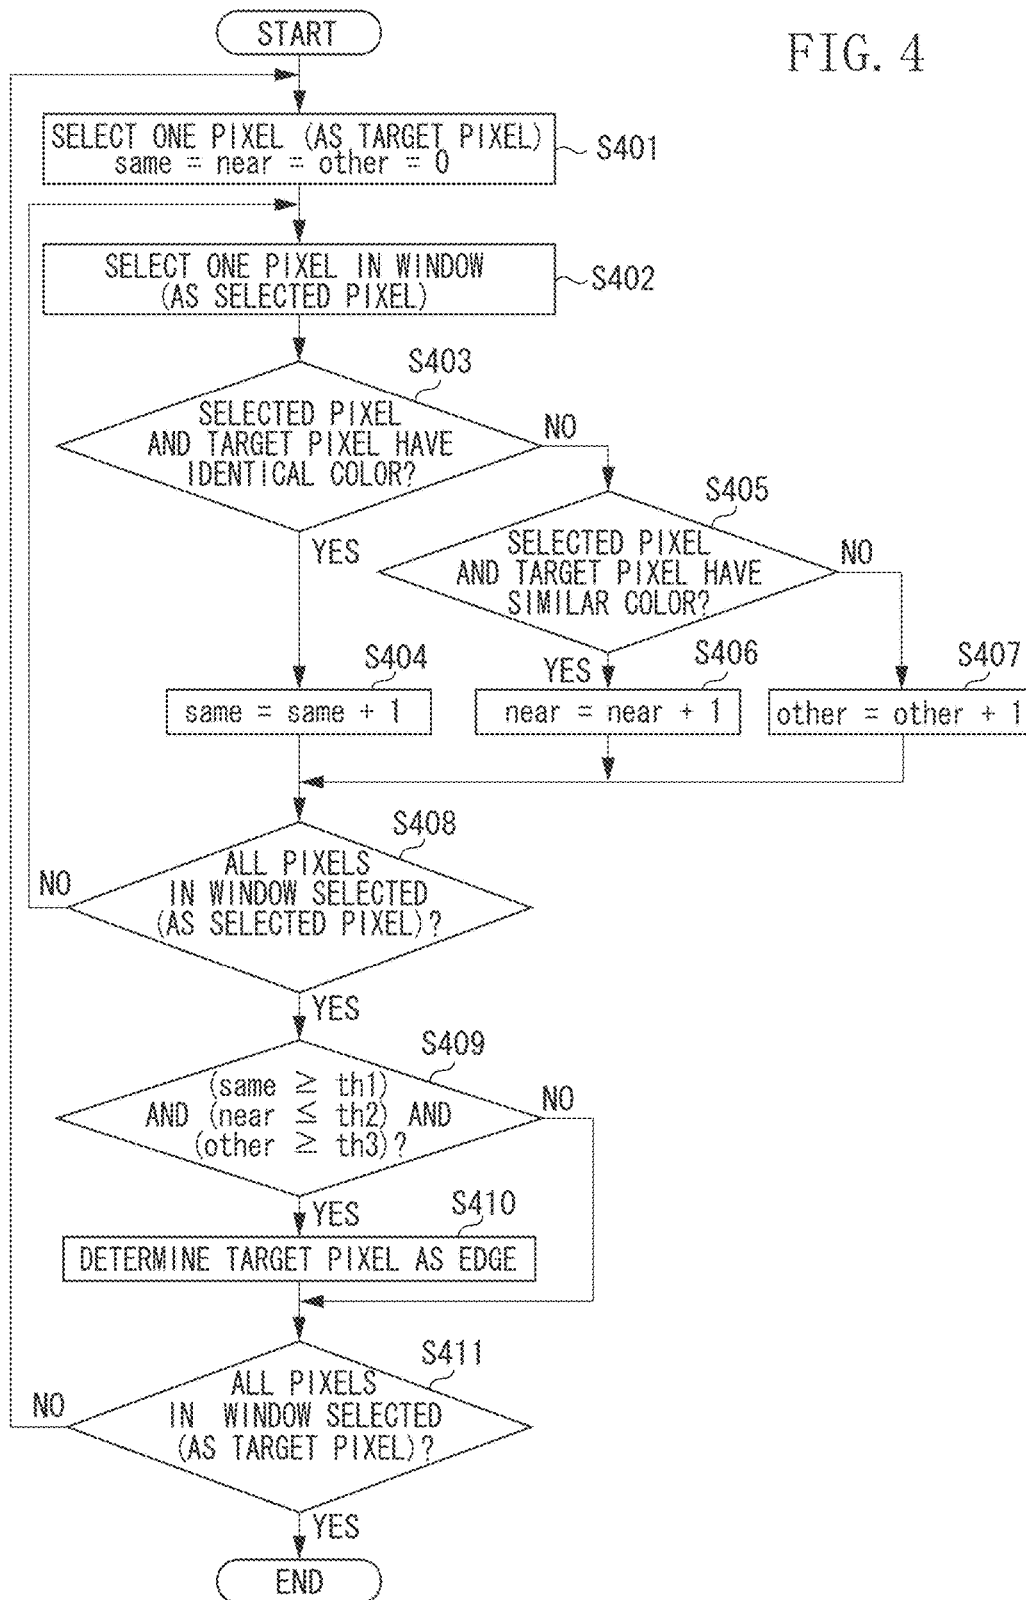 START
FIG. 4
SELECT ONE PIXEL (AS TARGET PIXEL)
same = near = other = 0
S401
SELECT ONE PIXEL IN WINDOW
(AS SELECTED PIXEL)
S402
S403
SELECTED PIXEL
AND TARGET PIXEL HAVE
IDENTICAL COLOR?
NO
YES
S405
SELECTED PIXEL
AND TARGET PIXEL HAVE
SIMILAR COLOR?
NO
YES
S404
same = same + 1
S406
near = near + 1
S407
other = other + 1
S408
ALL PIXELS
IN WINDOW SELECTED
(AS SELECTED PIXEL)?
NO
YES
S409
(same ≥ th1)
AND (near ≤ th2) AND
(other ≥ th3)?
NO
YES
S410
DETERMINE TARGET PIXEL AS EDGE
S411
ALL PIXELS
IN WINDOW SELECTED
(AS TARGET PIXEL)?
NO
YES
END